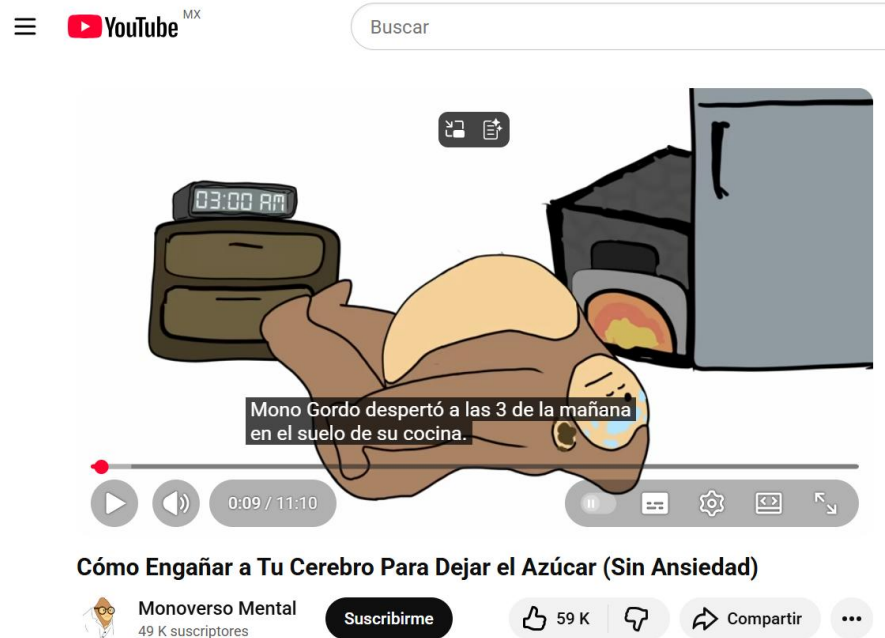 YouTube MX
Buscar
03:00 AM
Mono Gordo despertó a las 3 de la mañana
en el suelo de su cocina.
0:09 / 11:10
Cómo Engañar a Tu Cerebro Para Dejar el Azúcar (Sin Ansiedad)
Monoverso Mental
49 K suscriptores
Suscribirme
59 K
Compartir